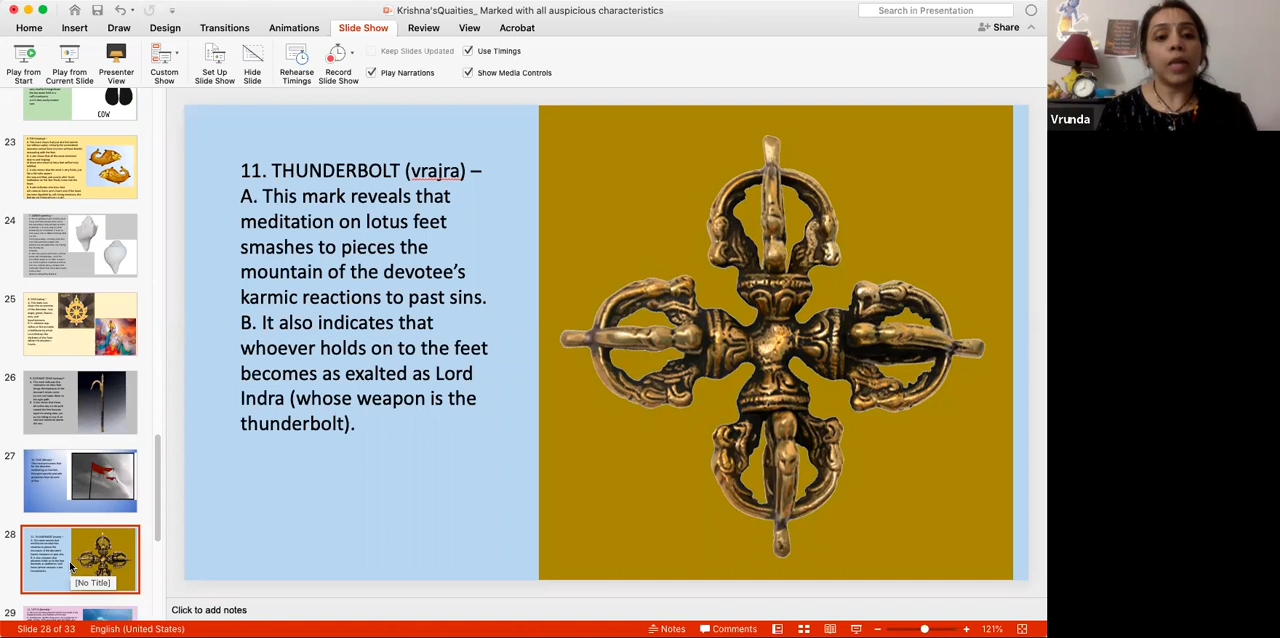 Krishna'sQuaities_ Marked with all auspicious characteristics
Search in Presentation
Home Insert Draw Design Transitions Animations Slide Show Review View Acrobat
Share
Play from Start
Play from Current Slide
Presenter View
Custom Show
Set Up Slide Show
Hide Slide
Rehearse Timings
Record Slide Show
Keep Slides Updated
Use Timings
Play Narrations
Show Media Controls
Vrunda
COW
23
24
25
26
27
28
29
[No Title]
11. THUNDERBOLT (vrajra) –
A. This mark reveals that
meditation on lotus feet
smashes to pieces the
mountain of the devotee's
karmic reactions to past sins.
B. It also indicates that
whoever holds on to the feet
becomes as exalted as Lord
Indra (whose weapon is the
thunderbolt).
Click to add notes
Slide 28 of 33 English (United States) Notes Comments 121%